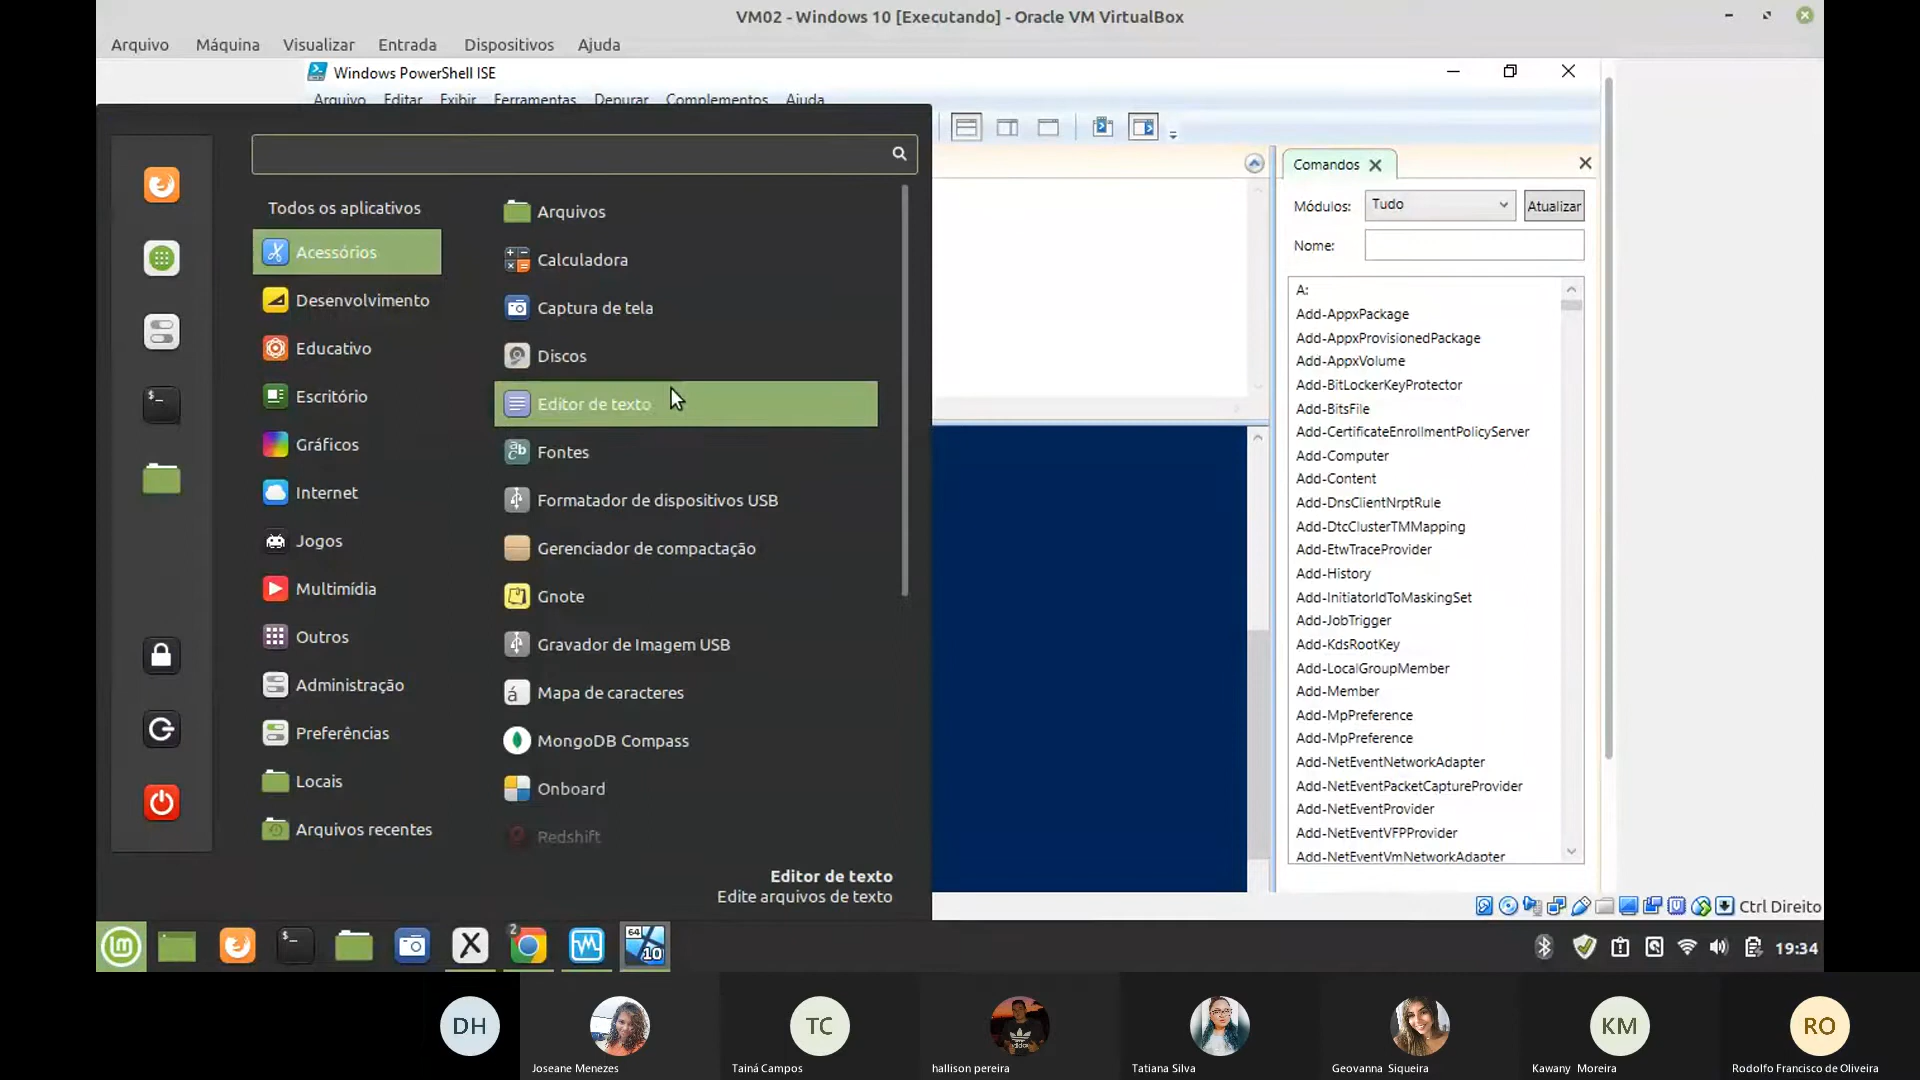 VM02 - Windows 10 [Executando] - Oracle VM VirtualBox
Arquivo Máquina Visualizar Entrada Dispositivos Ajuda
Windows PowerShell ISE
Arquivo Editar Exibir Ferramentas Depurar Complementos Ajuda
Todos os aplicativos
Acessórios
Desenvolvimento
Educativo
Escritório
Gráficos
Internet
Jogos
Multimídia
Outros
Administração
Preferências
Locais
Arquivos recentes
Arquivos
Calculadora
Captura de tela
Discos
Editor de texto
Fontes
Formatador de dispositivos USB
Gerenciador de compactação
Gnote
Gravador de Imagem USB
Mapa de caracteres
MongoDB Compass
Onboard
Redshift
Editor de texto
Edite arquivos de texto
Comandos
Módulos: Tudo Atualizar
Nome:
A:
Add-AppxPackage
Add-AppxProvisionedPackage
Add-AppxVolume
Add-BitLockerKeyProtector
Add-BitsFile
Add-CertificateEnrollmentPolicyServer
Add-Computer
Add-Content
Add-DnsClientNrptRule
Add-DtcClusterTMMapping
Add-EtwTraceProvider
Add-History
Add-InitiatorIdToMaskingSet
Add-JobTrigger
Add-KdsRootKey
Add-LocalGroupMember
Add-Member
Add-MpPreference
Add-MpPreference
Add-NetEventNetworkAdapter
Add-NetEventPacketCaptureProvider
Add-NetEventProvider
Add-NetEventVFPProvider
Add-NetEventVmNetworkAdapter
Ctrl Direito
2
64
10
19:34
DH
TC
KM
RO
Joseane Menezes
Tainá Campos
hallison pereira
Tatiana Silva
Geovanna Siqueira
Kawany Moreira
Rodolfo Francisco de Oliveira